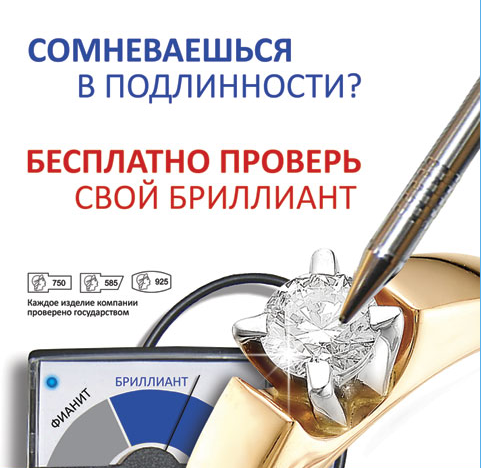 СОМНЕВАЕШЬСЯ
В ПОДЛИННОСТИ?
БЕСПЛАТНО ПРОВЕРЬ
СВОЙ БРИЛЛИАНТ
750 585 925
Каждое изделие компании
проверено государством
ФИАНИТ БРИЛЛИАНТ